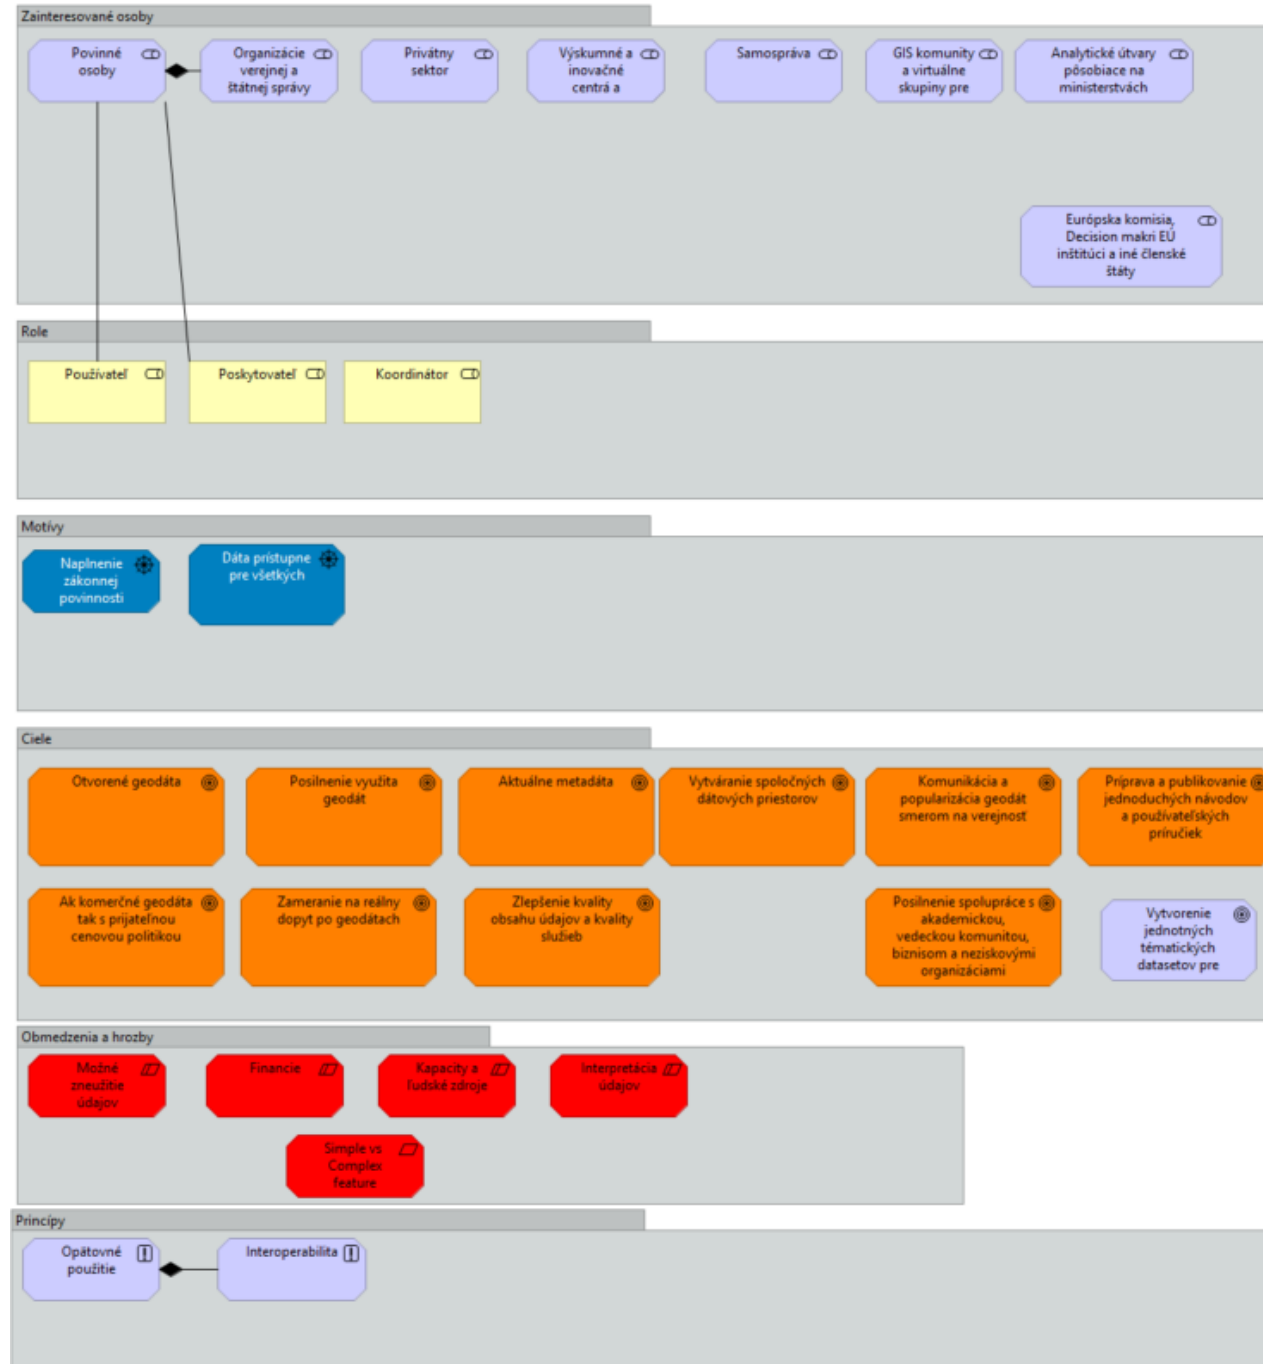 Zainteresované osoby
Povinné
osoby
Organizácie
verejnej a
štátnej správy
Privátny
sektor
Výskumné a
inovačné
centrá a
Samospráva
GIS komunity
a virtuálne
skupiny pre
Analytické útvary
pôsobiace na
ministerstvách
Európska komisia,
Decision makri EÚ
inštitúci a iné členské
štáty
Role
Používateľ
Poskytovateľ
Koordinátor
Motívy
Naplnenie
zákonnej
povinnosti
Dáta prístupne
pre všetkých
Ciele
Otvorené geodáta
Posilnenie využita
geodát
Aktuálne metadáta
Vytváranie spoločných
dátových priestorov
Komunikácia a
popularizácia geodát
smerom na verejnosť
Príprava a publikovanie
jednoduchých návodov
a používateľských
príručiek
Ak komerčné geodáta
tak s prijateľnou
cenovou politikou
Zameranie na reálny
dopyt po geodátach
Zlepšenie kvality
obsahu údajov a kvality
služieb
Posilnenie spolupráce s
akademickou,
vedeckou komunitou,
biznisom a neziskovými
organizáciami
Vytvorenie
jednotných
tématických
datasetov pre
Obmedzenia a hrozby
Možné
zneužitie
údajov
Financie
Kapacity a
ľudské zdroje
Interpretácia
údajov
Simple vs
Complex
feature
Princípy
Opätovné
použitie
Interoperabilita